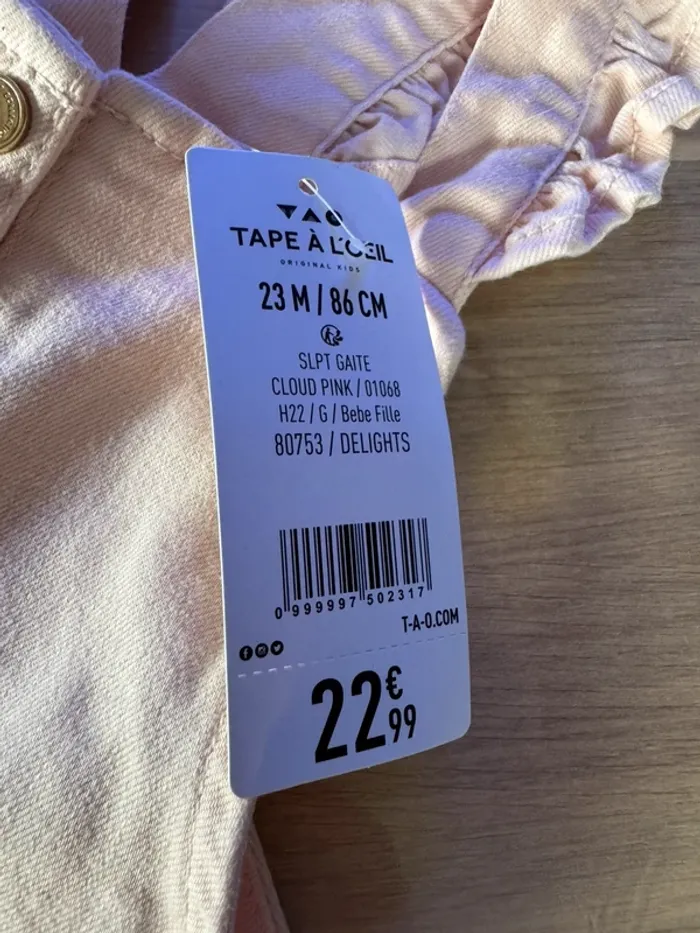 TAO
TAPE À L'OEIL
ORIGINAL KIDS
23 M / 86 CM
SLPT GAITE
CLOUD PINK / 01068
H22 / G / Bebe Fille
80753 / DELIGHTS
0 999997 502317
T-A-O.COM
22€99